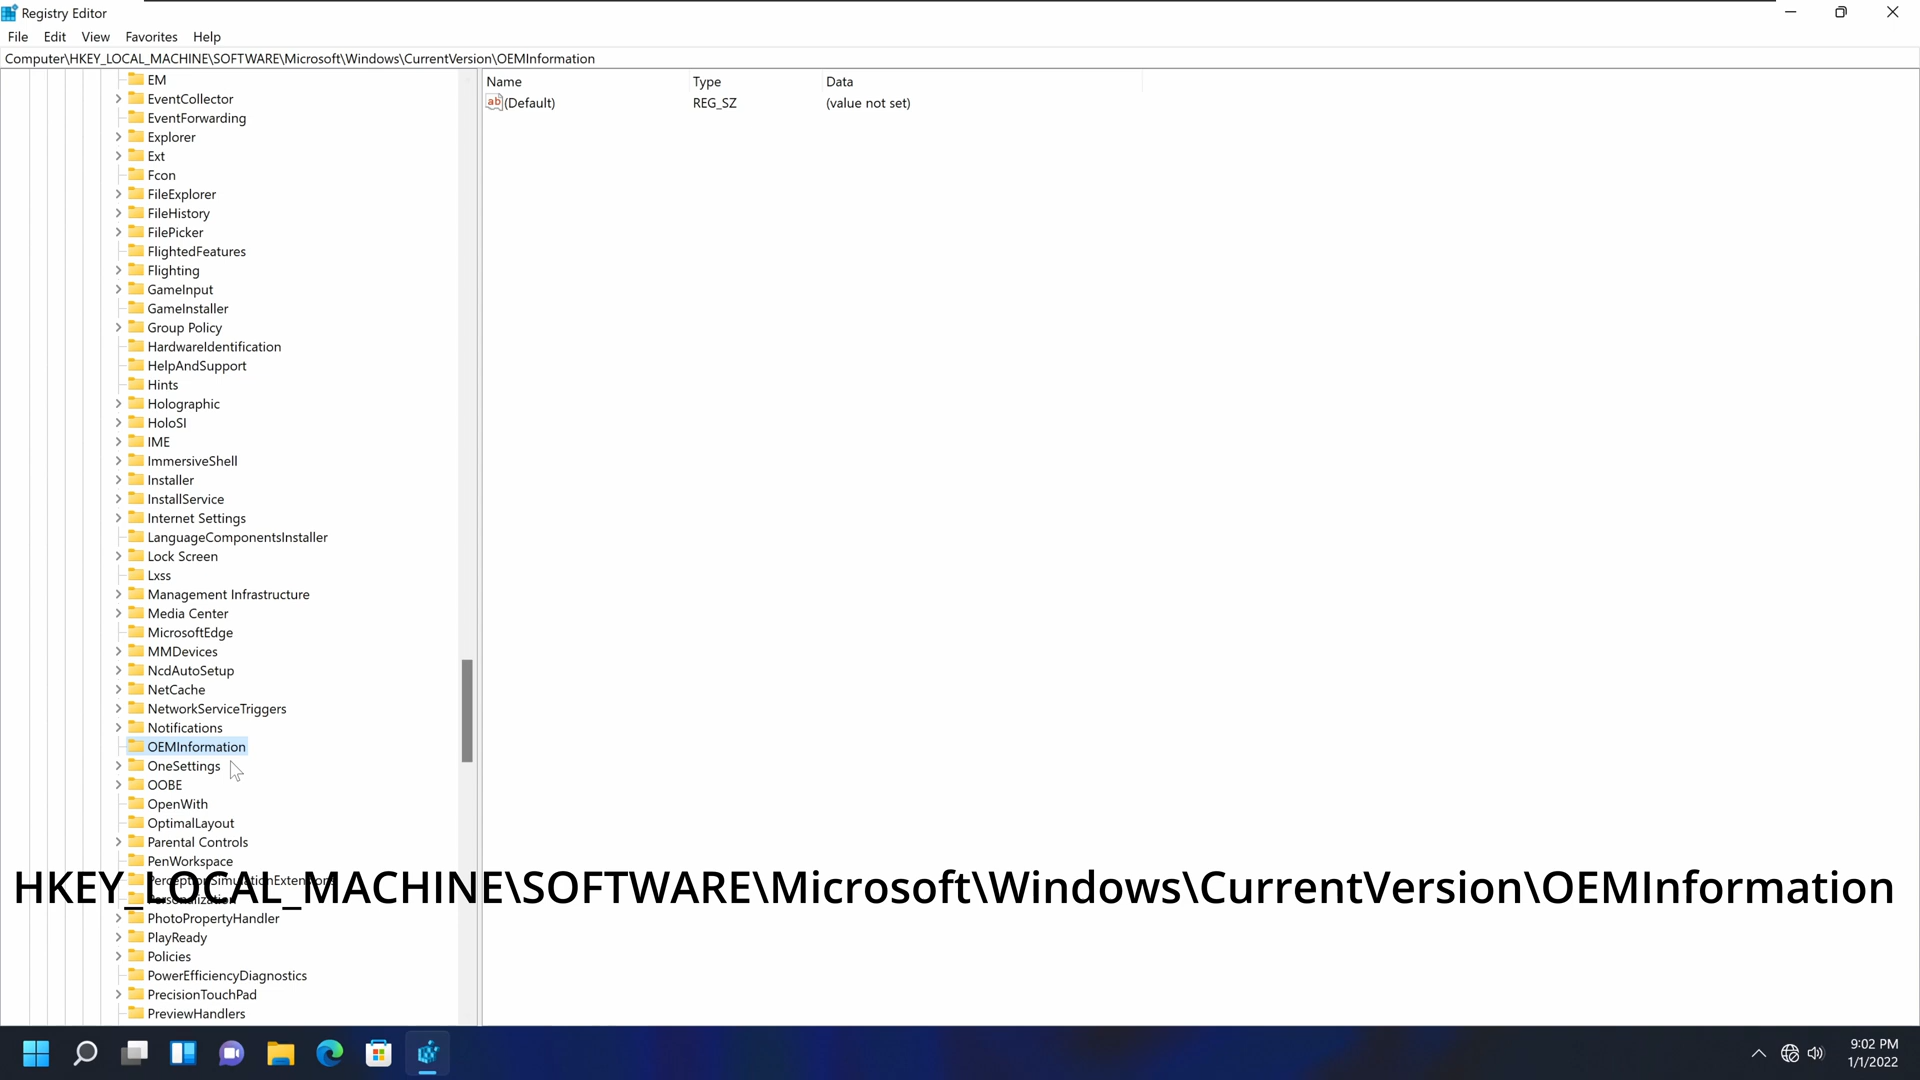 Registry Editor
File Edit View Favorites Help
Computer\HKEY_LOCAL_MACHINE\SOFTWARE\Microsoft\Windows\CurrentVersion\OEMInformation
Name Type Data
(Default) REG_SZ (value not set)
EM
EventCollector
EventForwarding
Explorer
Ext
Fcon
FileExplorer
FileHistory
FilePicker
FlightedFeatures
Flighting
GameInput
GameInstaller
Group Policy
HardwareIdentification
HelpAndSupport
Hints
Holographic
HoloSI
IME
ImmersiveShell
Installer
InstallService
Internet Settings
LanguageComponentsInstaller
Lock Screen
Lxss
Management Infrastructure
Media Center
MicrosoftEdge
MMDevices
NcdAutoSetup
NetCache
NetworkServiceTriggers
Notifications
OEMInformation
OneSettings
OOBE
OpenWith
OptimalLayout
Parental Controls
PenWorkspace
PerceptionSimulationExtensions
HKEY_LOCAL_MACHINE\SOFTWARE\Microsoft\Windows\CurrentVersion\OEMInformation
Personalization
PhotoPropertyHandler
PlayReady
Policies
PowerEfficiencyDiagnostics
PrecisionTouchPad
PreviewHandlers
9:02 PM
1/1/2022